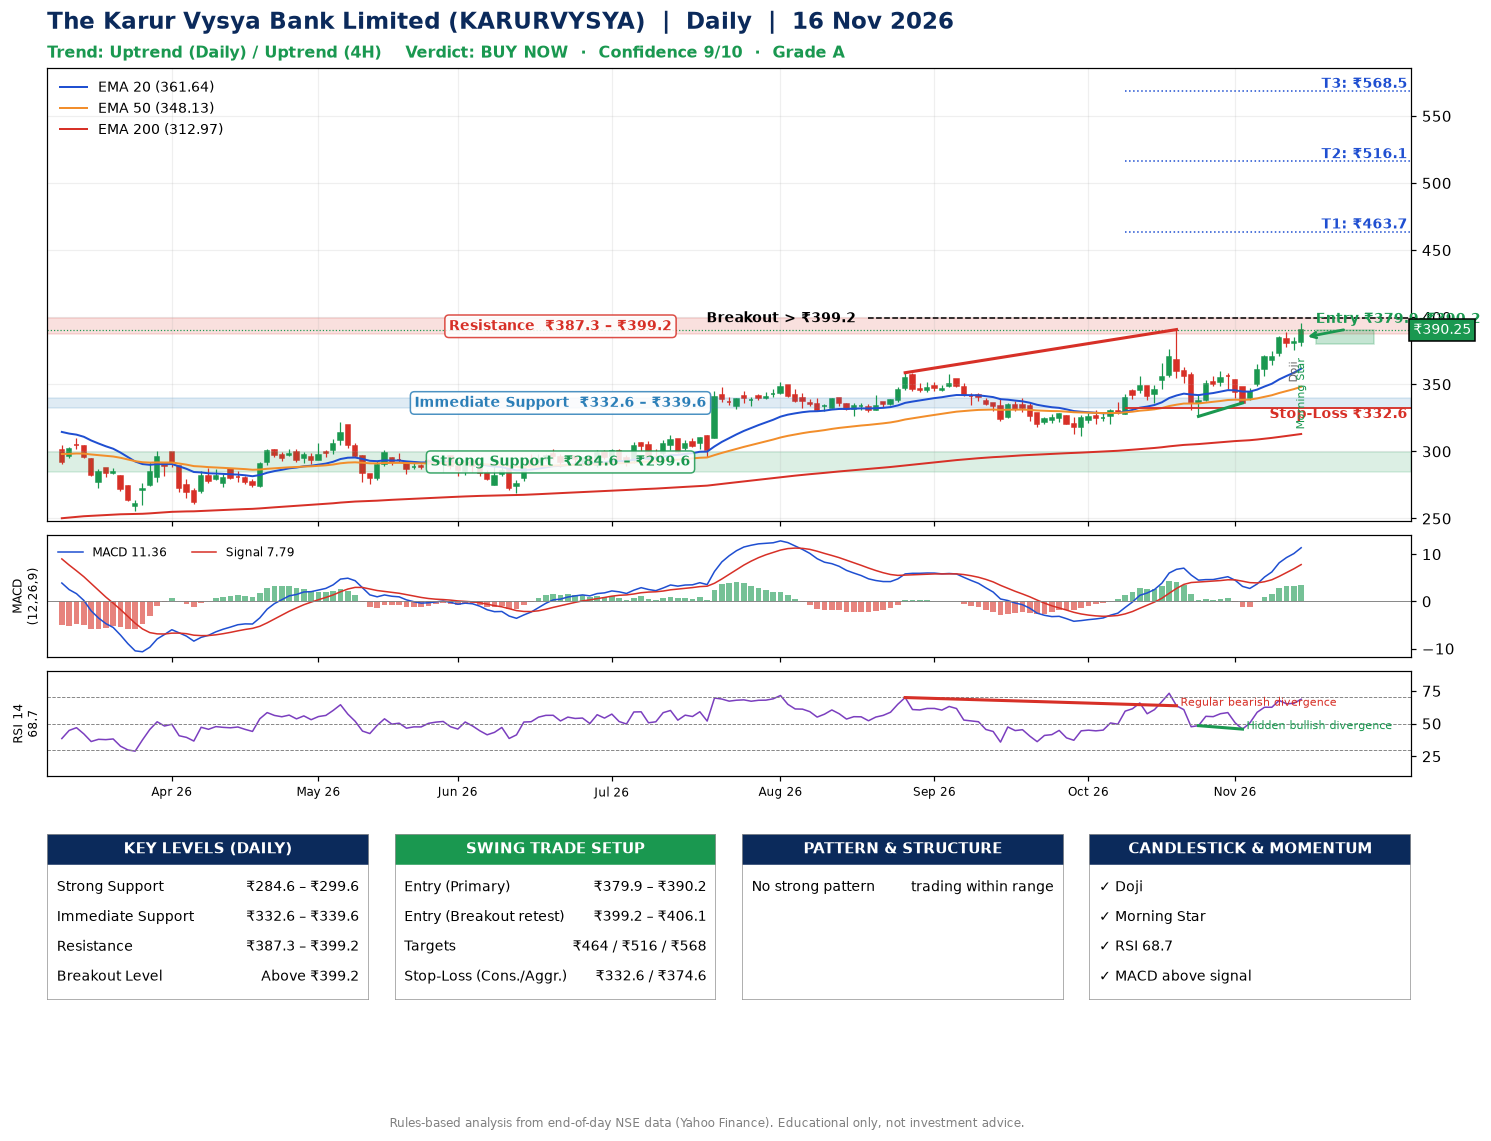 The Karur Vysya Bank Limited (KARURVYSYA) | Daily | 16 Nov 2026
Trend: Uptrend (Daily) / Uptrend (4H) Verdict: BUY NOW · Confidence 9/10 · Grade A
EMA 20 (361.64)
EMA 50 (348.13)
EMA 200 (312.97)
T3: ₹568.5
T2: ₹516.1
T1: ₹463.7
550
500
450
350
300
250
Breakout > ₹399.2
Resistance ₹387.3 – ₹399.2
₹390.25
Immediate Support ₹332.6 – ₹339.6
Doji
Morning Star
Stop-Loss ₹332.6
Strong Support ₹284.6 – ₹299.6
MACD 11.36
Signal 7.79
MACD
(12,26,9)
10
0
−10
RSI 14
68.7
Regular bearish divergence
Hidden bullish divergence
75
50
25
Apr 26
May 26
Jun 26
Jul 26
Aug 26
Sep 26
Oct 26
Nov 26
KEY LEVELS (DAILY)
Strong Support ₹284.6 – ₹299.6
Immediate Support ₹332.6 – ₹339.6
Resistance ₹387.3 – ₹399.2
Breakout Level Above ₹399.2
SWING TRADE SETUP
Entry (Primary) ₹379.9 – ₹390.2
Entry (Breakout retest) ₹399.2 – ₹406.1
Targets ₹464 / ₹516 / ₹568
Stop-Loss (Cons./Aggr.) ₹332.6 / ₹374.6
PATTERN & STRUCTURE
No strong pattern trading within range
CANDLESTICK & MOMENTUM
✓ Doji
✓ Morning Star
✓ RSI 68.7
✓ MACD above signal
Rules-based analysis from end-of-day NSE data (Yahoo Finance). Educational only, not investment advice.